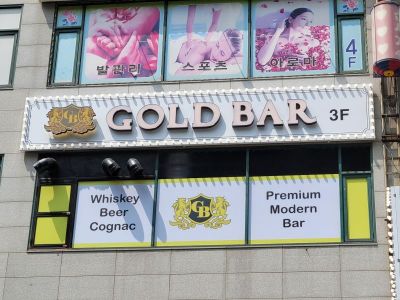 발관리
스포츠
아로마
4
F
GB
GOLD BAR 3F
Whiskey
Beer
Cognac
GB
Premium
Modern
Bar